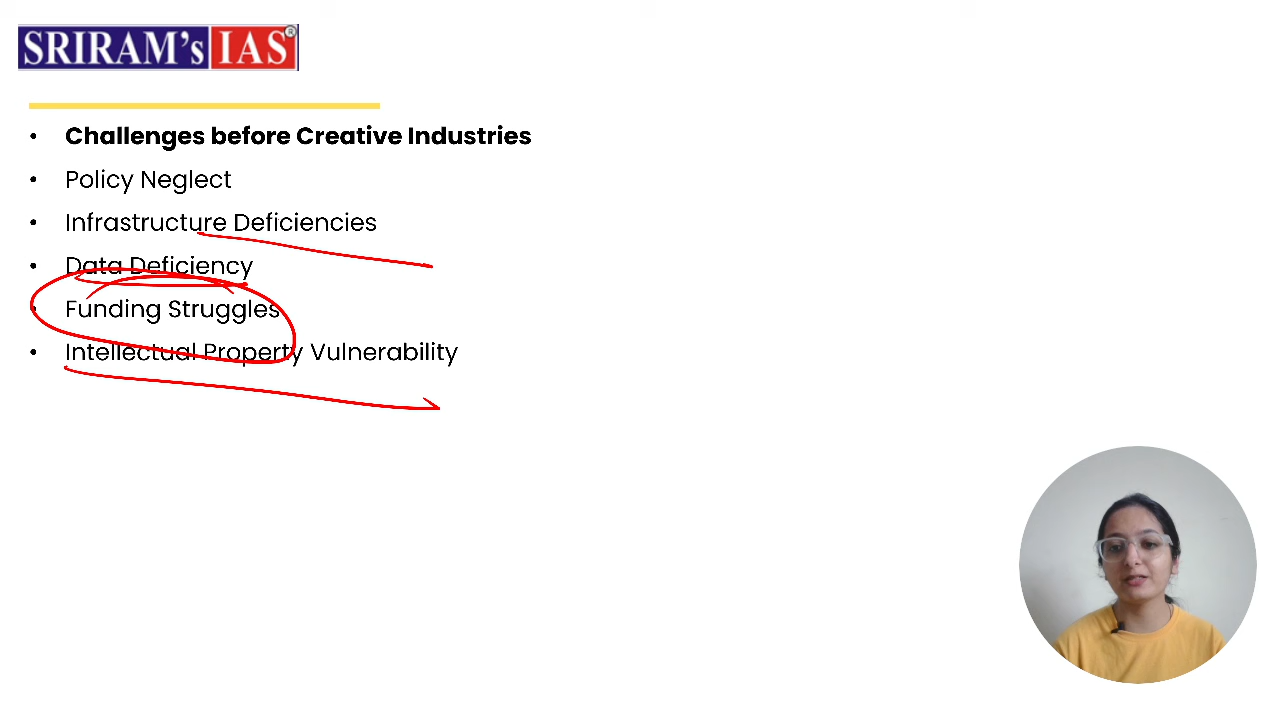 SRIRAM's IAS ®
• Challenges before Creative Industries
• Policy Neglect
• Infrastructure Deficiencies
• Data Deficiency
• Funding Struggles
• Intellectual Property Vulnerability